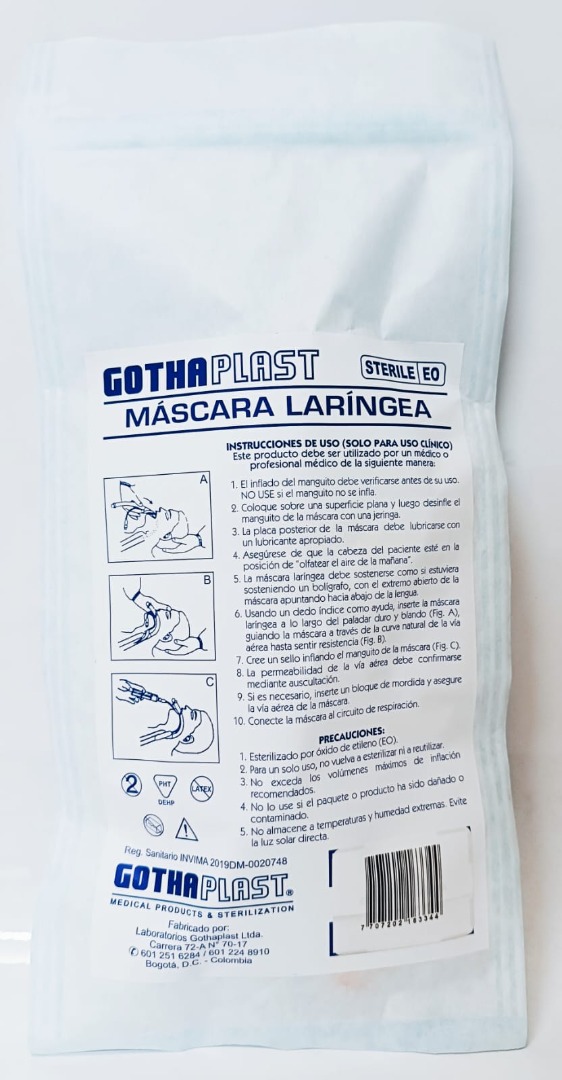 GOTHAPLAST
STERILE EO
MÁSCARA LARÍNGEA
INSTRUCCIONES DE USO (SOLO PARA USO CLÍNICO)
Este producto debe ser utilizado por un médico o
profesional médico de la siguiente manera:
1. El inflado del manguito debe verificarse antes de su uso.
NO USE si el manguito no se infla.
2. Coloque sobre una superficie plana y luego desinfle el
manguito de la máscara con una jeringa.
3. La placa posterior de la máscara debe lubricarse con
un lubricante apropiado.
4. Asegúrese de que la cabeza del paciente esté en la
posición de "olfatear el aire de la mañana".
5. La máscara laríngea debe sostenerse como si estuviera
sosteniendo un bolígrafo, con el extremo abierto de la
máscara apuntando hacia abajo de la lengua.
6. Usando un dedo índice como ayuda, inserte la máscara
laríngea a lo largo del paladar duro y blando (Fig. A),
guiando la máscara a través de la curva natural de la vía
aérea hasta sentir resistencia (Fig. B).
7. Cree un sello inflando el manguito de la máscara (Fig. C).
8. La permeabilidad de la vía aérea debe confirmarse
mediante auscultación.
9. Si es necesario, inserte un bloque de mordida y asegure
la vía aérea de la máscara.
10. Conecte la máscara al circuito de respiración.
A
B
C
PRECAUCIONES:
1. Esterilizado por óxido de etileno (EO).
2. Para un solo uso, no vuelva a esterilizar ni a reutilizar.
3. No exceda los volúmenes máximos de inflación
recomendados.
4. No lo use si el paquete o producto ha sido dañado o
contaminado.
5. No almacene a temperaturas y humedad extremas. Evite
la luz solar directa.
2
PHT
DEHP
LATEX
Reg. Sanitario INVIMA 2019DM-0020748
GOTHAPLAST®
MEDICAL PRODUCTS & STERILIZATION
Fabricado por:
Laboratorios Gothaplast Ltda.
Carrera 72-A N° 70-17
✆ 601 251 6284 / 601 224 8910
Bogotá, D.C. - Colombia
7 707202 163344